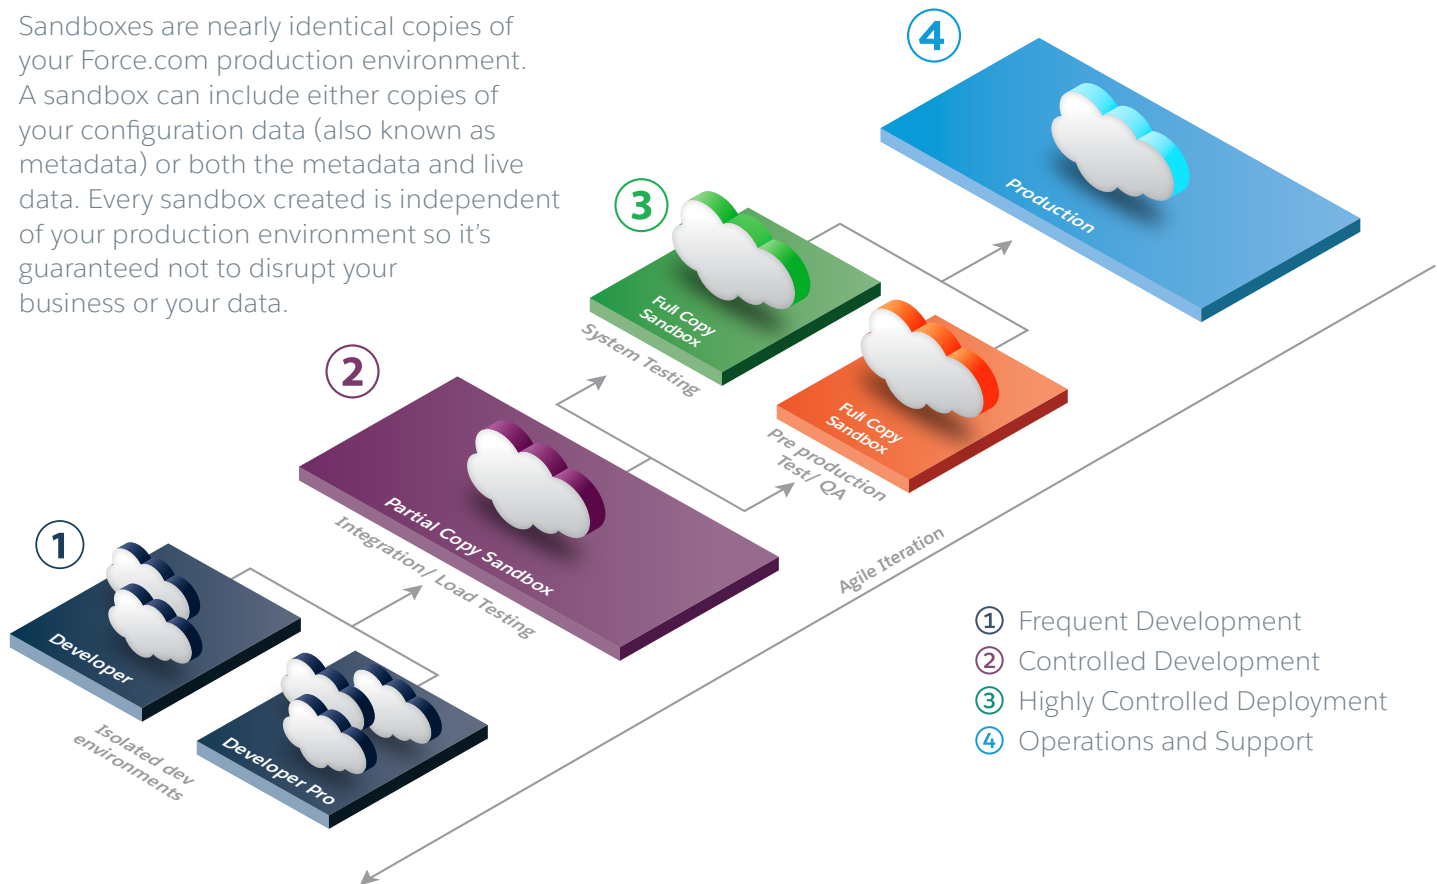 Sandboxes are nearly identical copies of
your Force.com production environment.
A sandbox can include either copies of
your configuration data (also known as
metadata) or both the metadata and live
data. Every sandbox created is independent
of your production environment so it’s
guaranteed not to disrupt your
business or your data.
4
Production
3
Full Copy
Sandbox
System Testing
Full Copy
Sandbox
Pre production
Test/ QA
2
Partial Copy Sandbox
Integration/ Load Testing
1
Developer
Developer Pro
Isolated dev
environments
Agile Iteration
1 Frequent Development
2 Controlled Development
3 Highly Controlled Deployment
4 Operations and Support